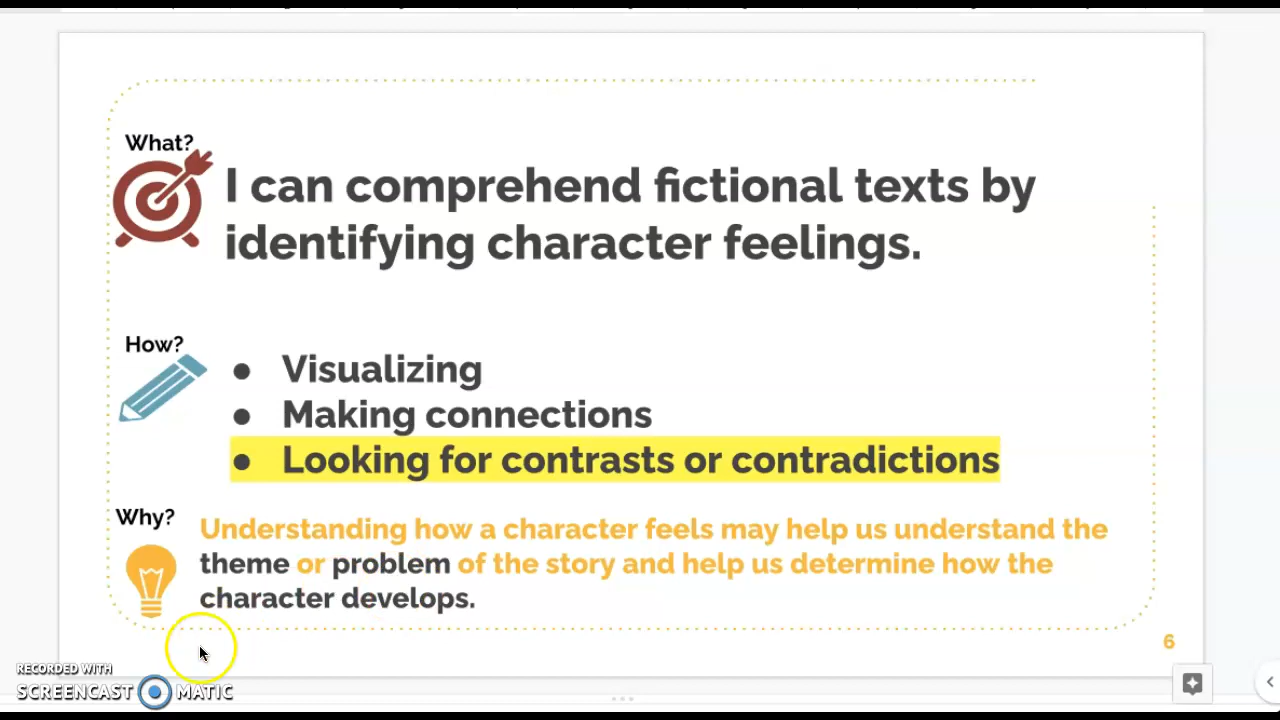 What?
I can comprehend fictional texts by
identifying character feelings.
How?
● Visualizing
● Making connections
● Looking for contrasts or contradictions
Why?
Understanding how a character feels may help us understand the
theme or problem of the story and help us determine how the
character develops.
6
RECORDED WITH
SCREENCAST MATIC